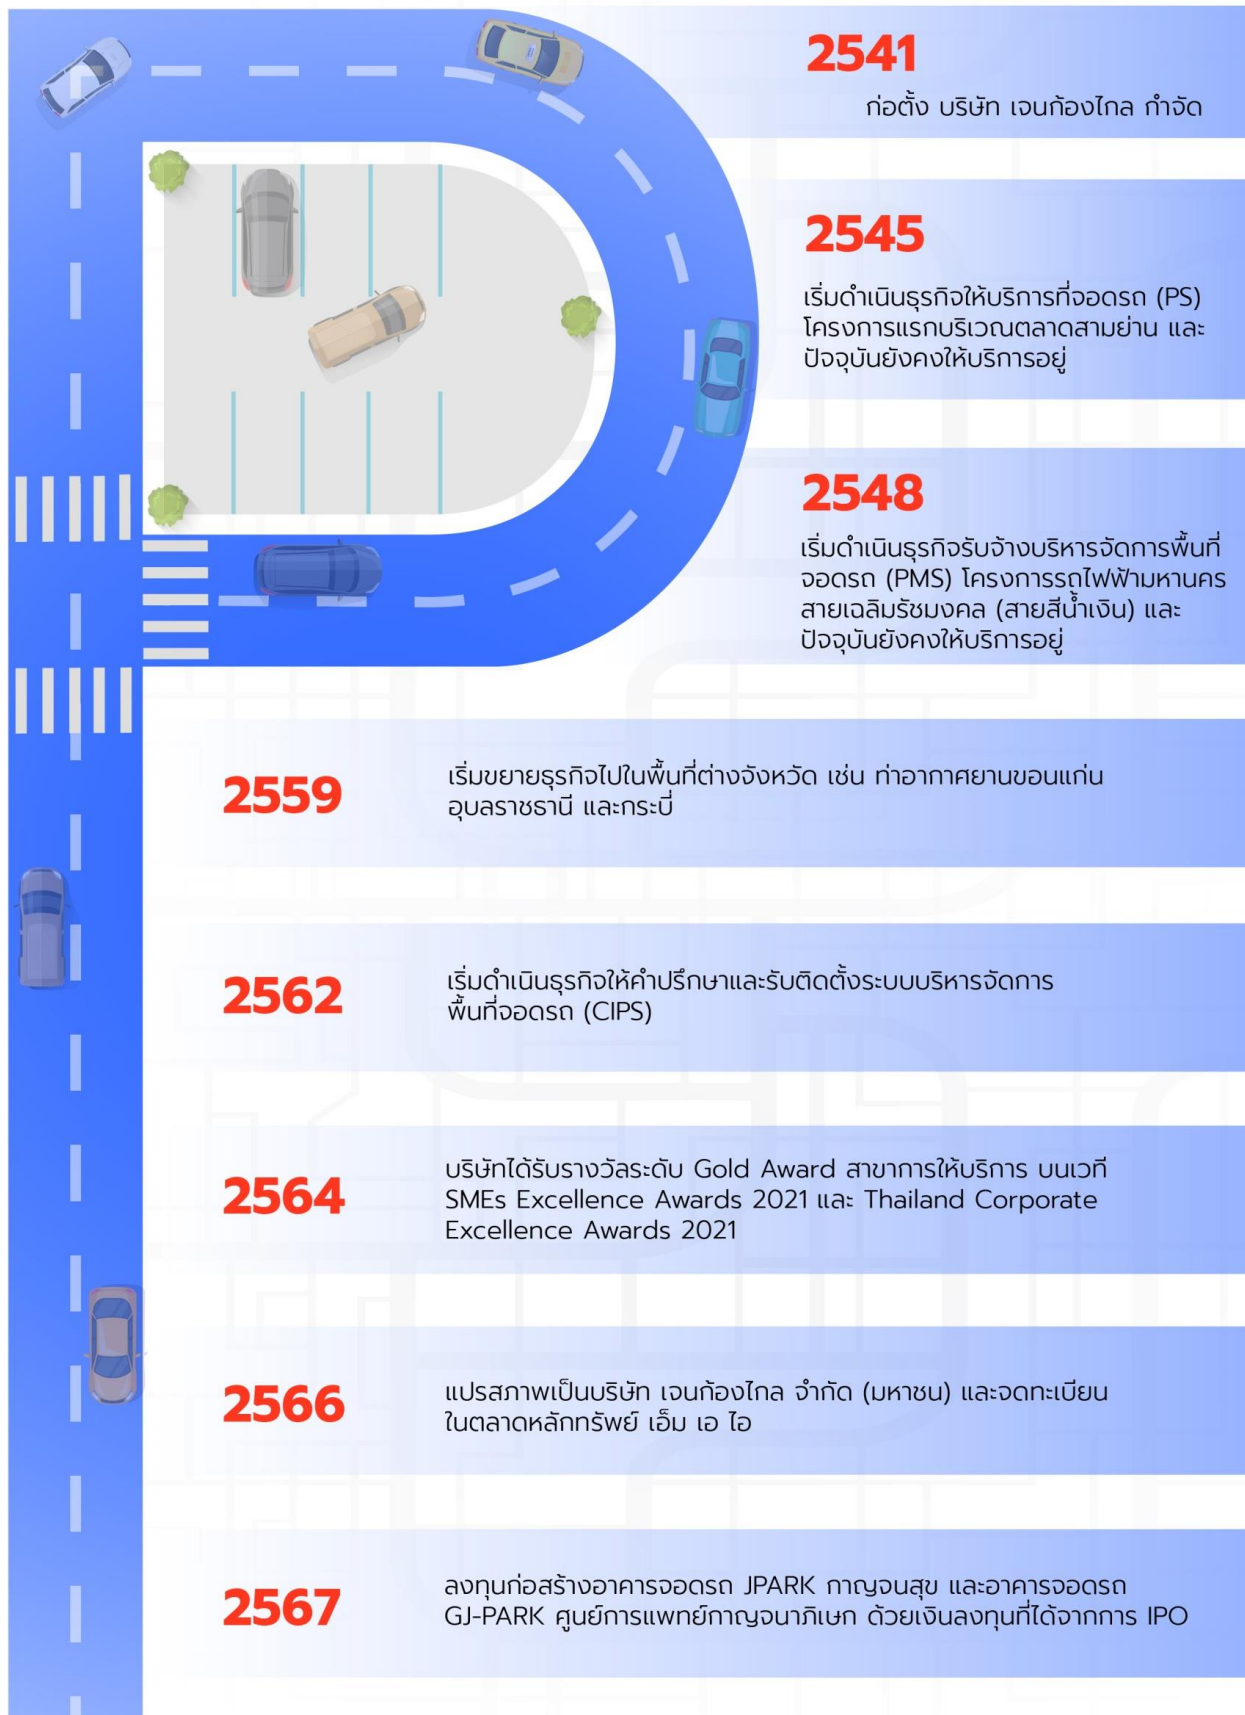 2541
ก่อตั้ง บริษัท เจนก้องไกล กำจัด
2545
เริ่มดำเนินธุรกิจให้บริการที่จอดรถ (PS)
โครงการแรกบริเวณตลาดสามย่าน และ
ปัจจุบันยังคงให้บริการอยู่
2548
เริ่มดำเนินธุรกิจรับจ้างบริหารจัดการพื้นที่
จอดรถ (PMS) โครงการรถไฟฟ้ามหานคร
สายเฉลิมรัชมงคล (สายสีน้ำเงิน) และ
ปัจจุบันยังคงให้บริการอยู่
2559
เริ่มขยายธุรกิจไปในพื้นที่ต่างจังหวัด เช่น ท่าอากาศยานขอนแก่น
อุบลราชธานี และกระบี่
2562
เริ่มดำเนินธุรกิจให้คำปรึกษาและรับติดตั้งระบบบริหารจัดการ
พื้นที่จอดรถ (CIPS)
2564
บริษัทได้รับรางวัลระดับ Gold Award สาขาการให้บริการ บนเวที
SMEs Excellence Awards 2021 และ Thailand Corporate
Excellence Awards 2021
2566
แปรสภาพเป็นบริษัท เจนก้องไกล จำกัด (มหาชน) และจดทะเบียน
ในตลาดหลักทรัพย์ เอ็ม เอ ไอ
2567
ลงทุนก่อสร้างอาคารจอดรถ JPARK กาญจนสุข และอาคารจอดรถ
GJ-PARK ศูนย์การแพทย์กาญจนาภิเษก ด้วยเงินลงทุนที่ได้จากการ IPO